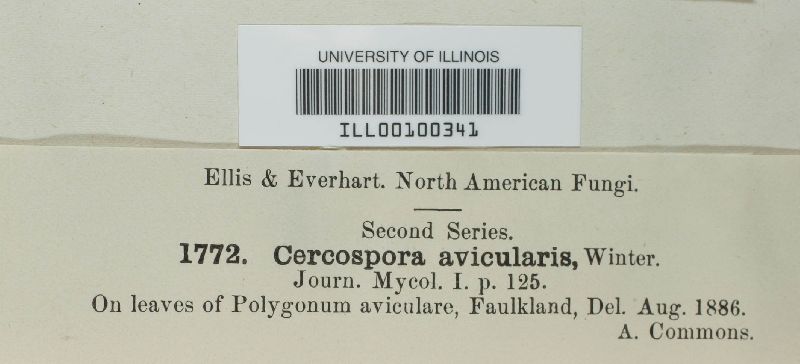 UNIVERSITY OF ILLINOIS
ILL00100341
Ellis & Everhart. North American Fungi.
Second Series.
1772. Cercospora avicularis, Winter.
Journ. Mycol. I. p. 125.
On leaves of Polygonum aviculare, Faulkland, Del. Aug. 1886.
A. Commons.